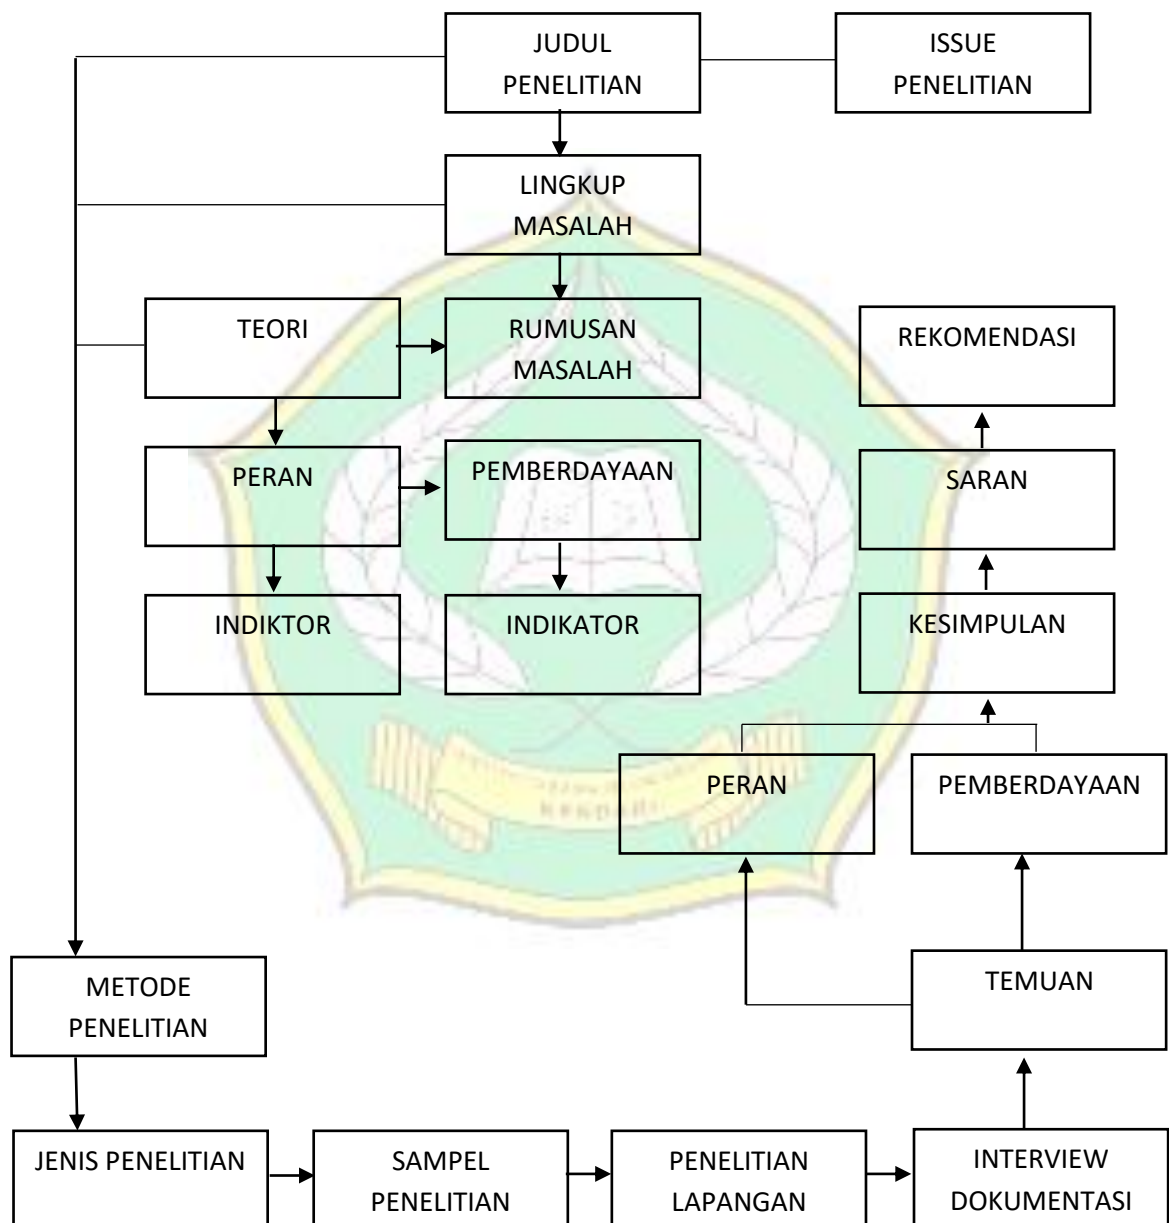 JUDUL
PENELITIAN
ISSUE
PENELITIAN
LINGKUP
MASALAH
TEORI
RUMUSAN
MASALAH
REKOMENDASI
PERAN
PEMBERDAYAAN
SARAN
INDIKTOR
INDIKATOR
KESIMPULAN
PERAN
PEMBERDAYAAN
METODE
PENELITIAN
TEMUAN
JENIS PENELITIAN
SAMPEL
PENELITIAN
PENELITIAN
LAPANGAN
INTERVIEW
DOKUMENTASI
KENDARI